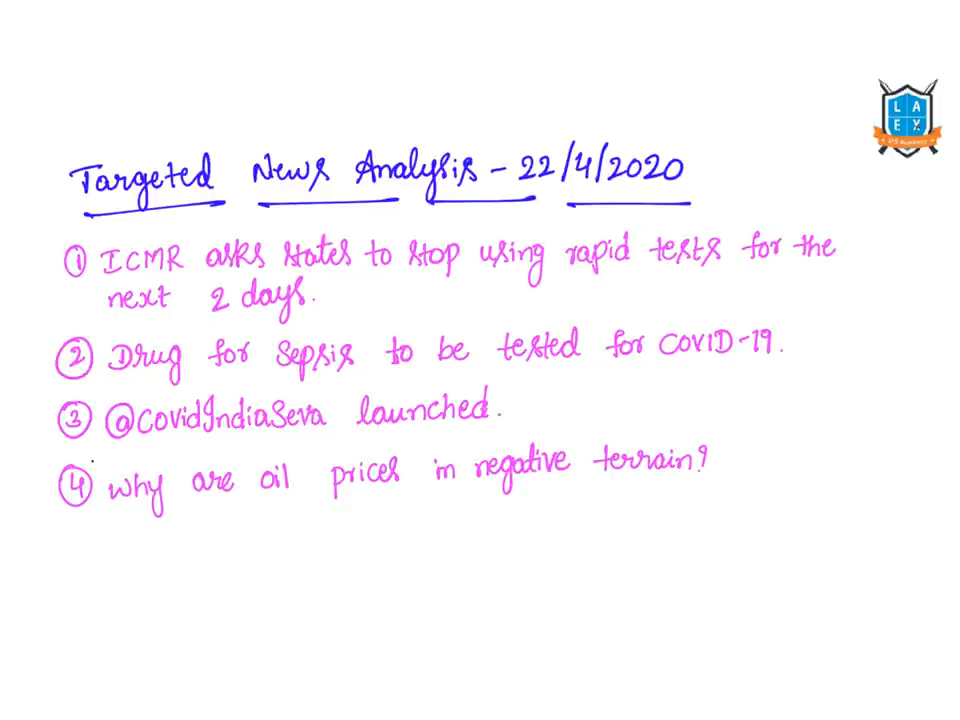 L A
E X
Targeted News Analysis - 22/4/2020
① ICMR asks states to stop using rapid tests for the
next 2 days.
② Drug for sepsis to be tested for COVID-19.
③ @CovidIndiaSeva launched.
④ Why are oil prices in negative terrain?